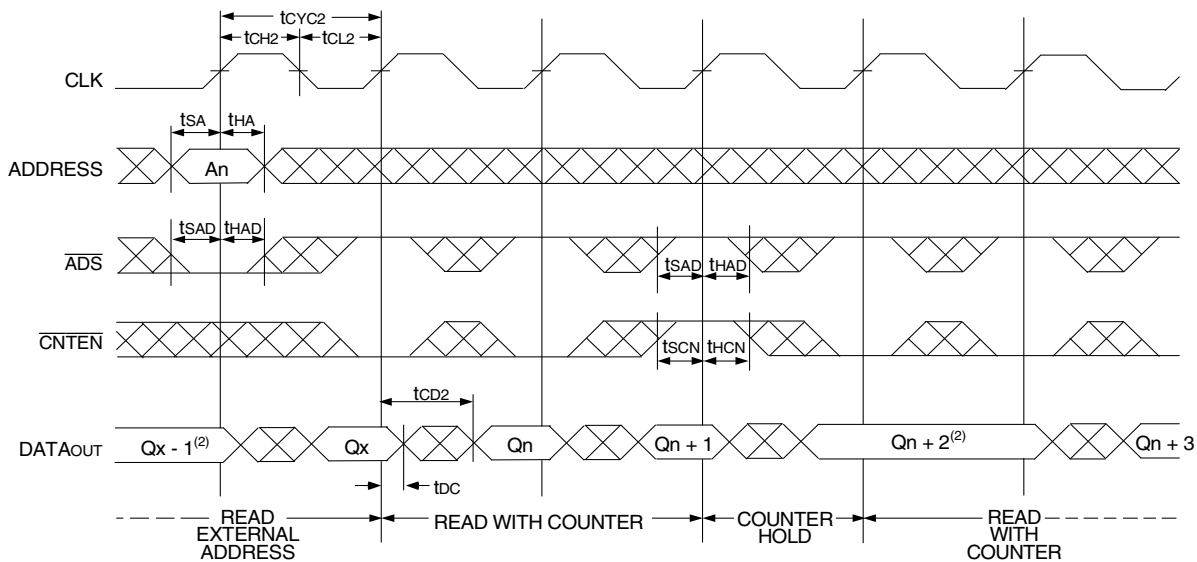 tCYC2
tCH2
tCL2
CLK
tSA
tHA
ADDRESS
An
tSAD
tHAD
ADS
tSAD
tHAD
CNTEN
tSCN
tHCN
tCD2
DATAOUT
Qx - 1(2)
Qx
Qn
Qn + 1
Qn + 2(2)
Qn + 3
tDC
READ
EXTERNAL
ADDRESS
READ WITH COUNTER
COUNTER
HOLD
READ
WITH
COUNTER